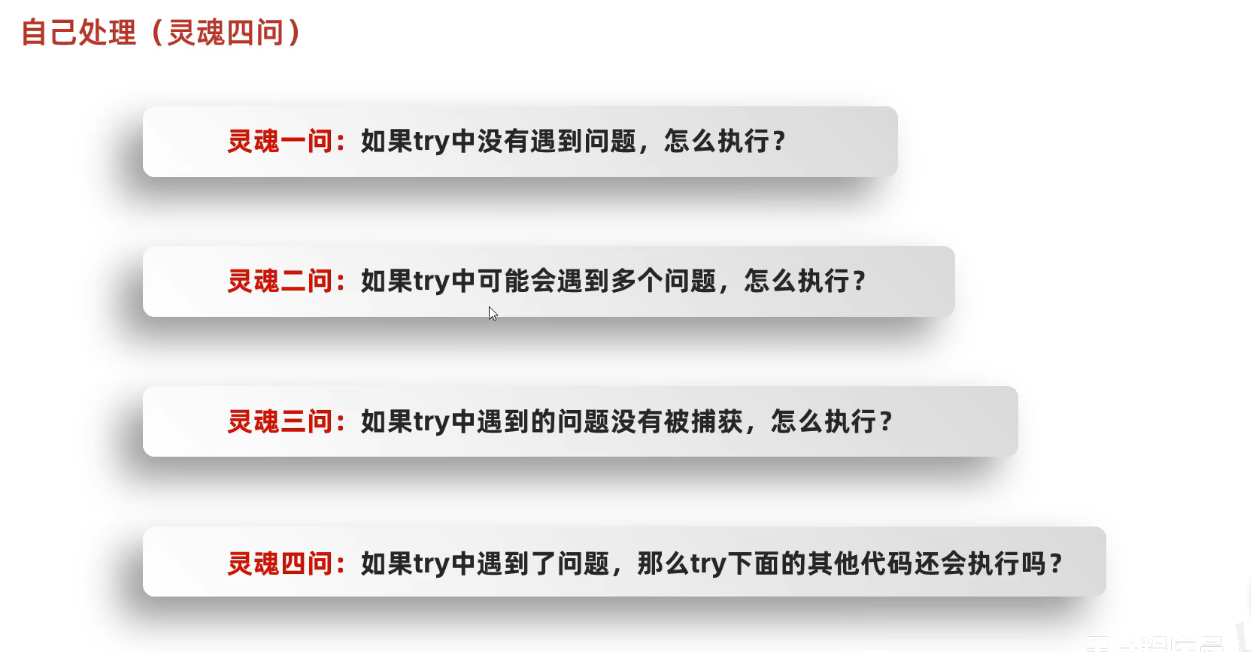 自己处理（灵魂四问）
灵魂一问：如果try中没有遇到问题，怎么执行？
灵魂二问：如果try中可能会遇到多个问题，怎么执行？
灵魂三问：如果try中遇到的问题没有被捕获，怎么执行？
灵魂四问：如果try中遇到了问题，那么try下面的其他代码还会执行吗？